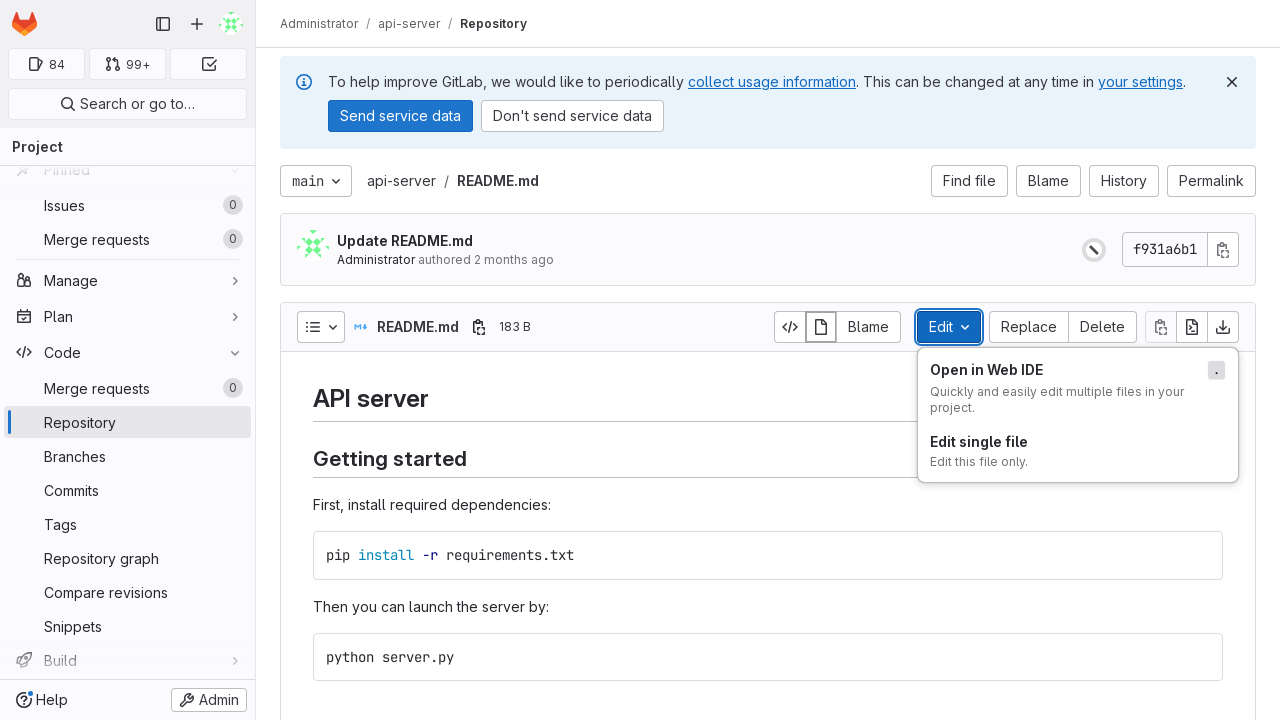 Administrator / api-server / Repository
84
99+
Search or go to…
Project
Pinned
Issues 0
Merge requests 0
Manage
Plan
Code
Merge requests 0
Repository
Branches
Commits
Tags
Repository graph
Compare revisions
Snippets
Build
Help
Admin
To help improve GitLab, we would like to periodically collect usage information. This can be changed at any time in your settings.
Send service data
Don't send service data
main
api-server / README.md
Find file
Blame
History
Permalink
Update README.md
Administrator authored 2 months ago
f931a6b1
README.md
183 B
Blame
Edit
Replace
Delete
Open in Web IDE .
Quickly and easily edit multiple files in your
project.
Edit single file
Edit this file only.
API server
Getting started
First, install required dependencies:
pip install -r requirements.txt
Then you can launch the server by:
python server.py